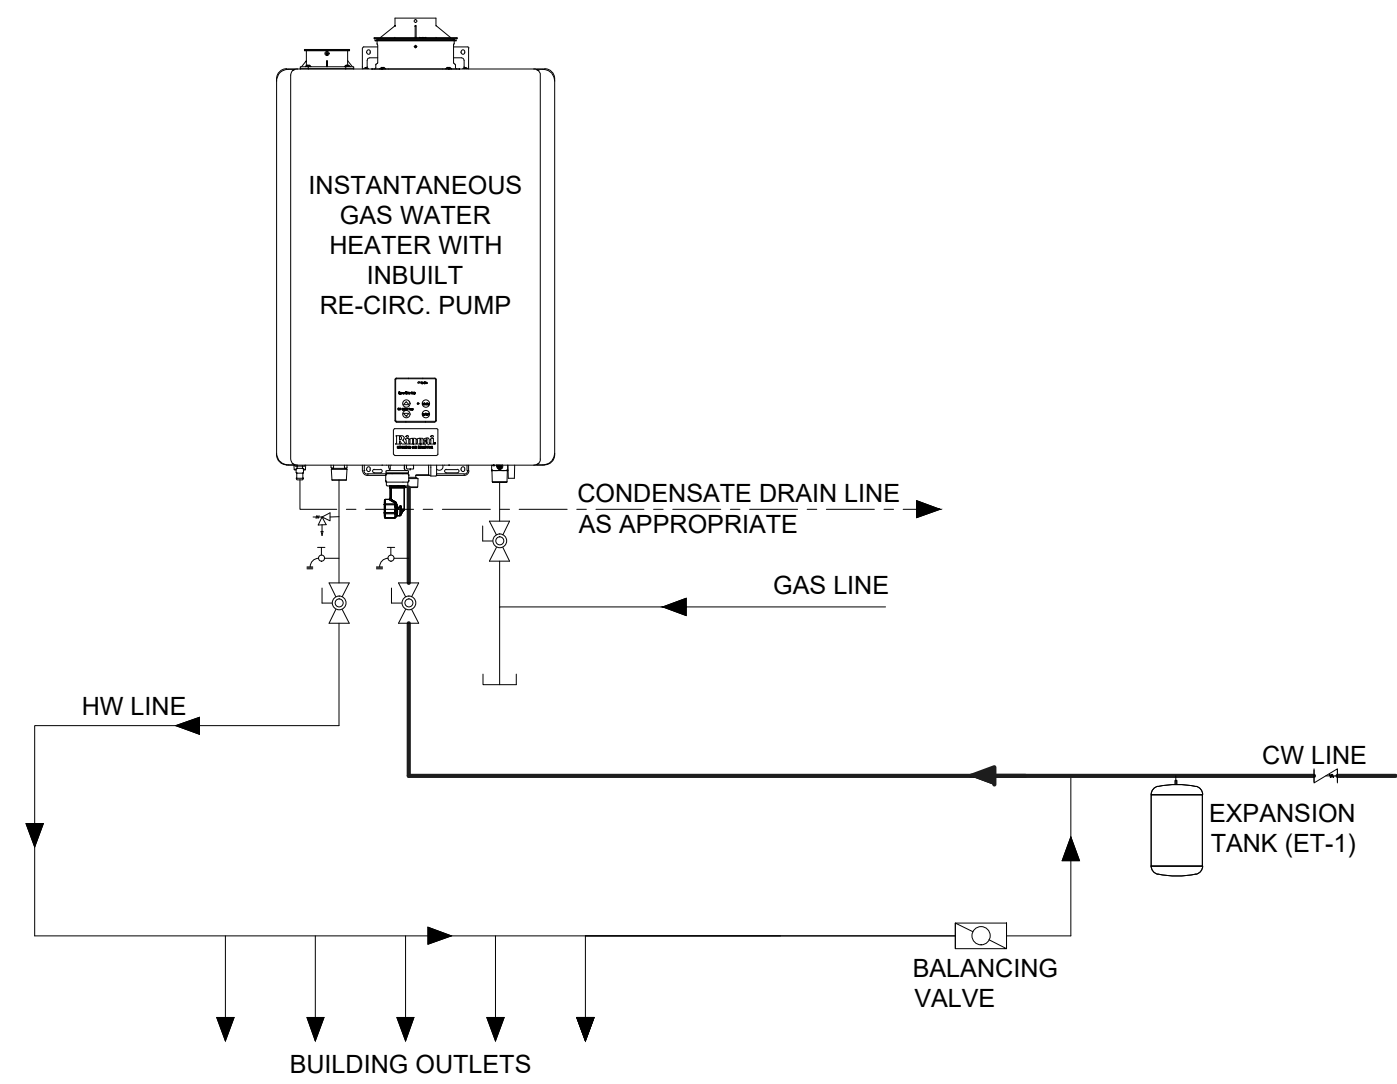 INSTANTANEOUS
GAS WATER
HEATER WITH
INBUILT
RE-CIRC. PUMP
Rinnai
CONDENSATE DRAIN LINE
AS APPROPRIATE
GAS LINE
HW LINE
CW LINE
EXPANSION
TANK (ET-1)
BALANCING
VALVE
BUILDING OUTLETS